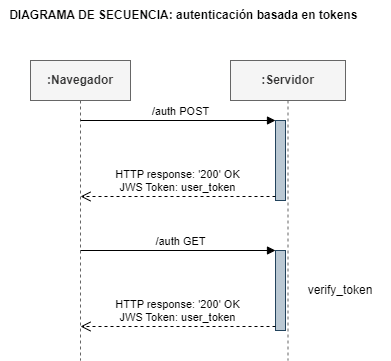 DIAGRAMA DE SECUENCIA: autenticación basada en tokens
:Navegador
:Servidor
/auth POST
HTTP response: '200' OK
JWS Token: user_token
/auth GET
verify_token
HTTP response: '200' OK
JWS Token: user_token